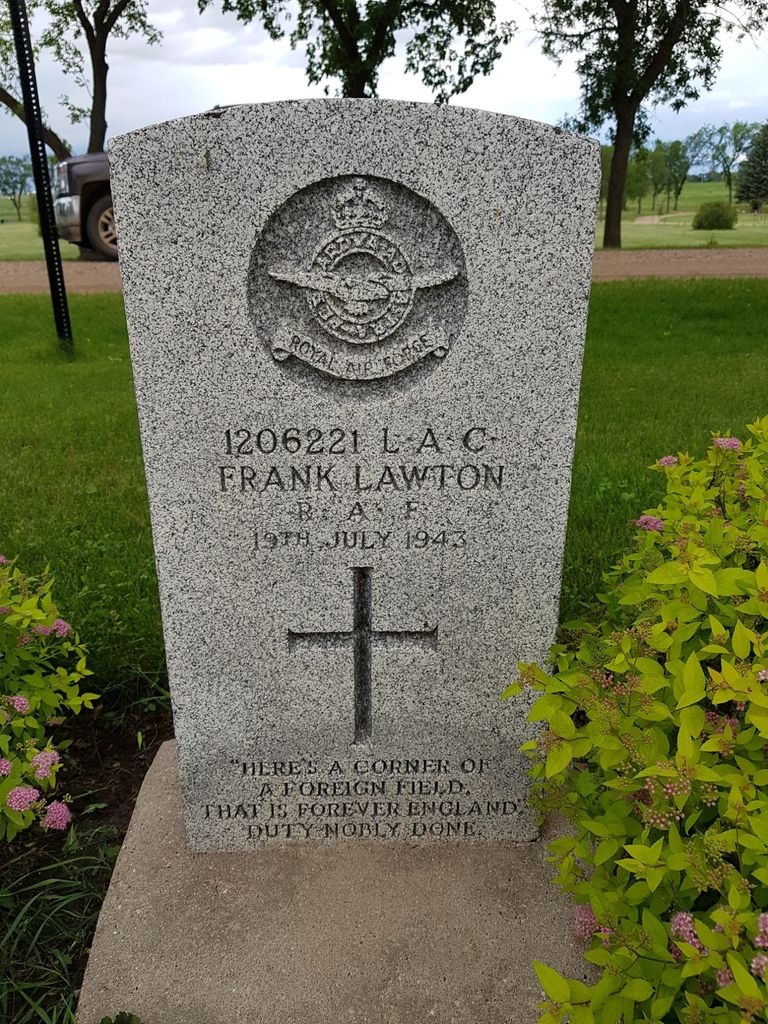 ROYAL AIR FORCE
1206221 L·A·C·
FRANK LAWTON
R·A·F·
19TH JULY 1943
"HERE'S A CORNER OF
A FOREIGN FIELD,
THAT IS FOREVER ENGLAND".
DUTY NOBLY DONE.